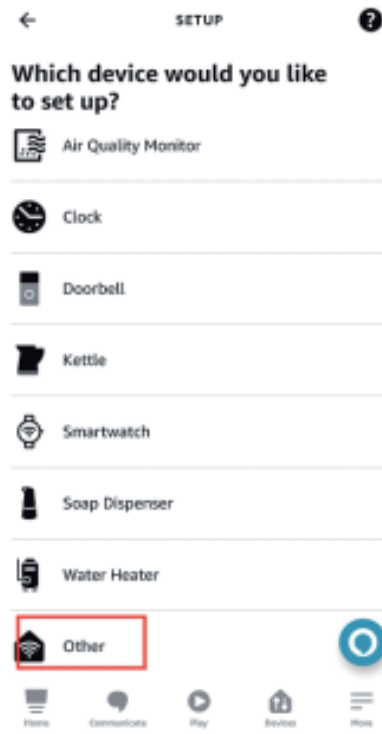 SETUP
?
Which device would you like
to set up?
Air Quality Monitor
Clock
Doorbell
Kettle
Smartwatch
Soap Dispenser
Water Heater
Other
Home
Communicate
Play
Devices
More